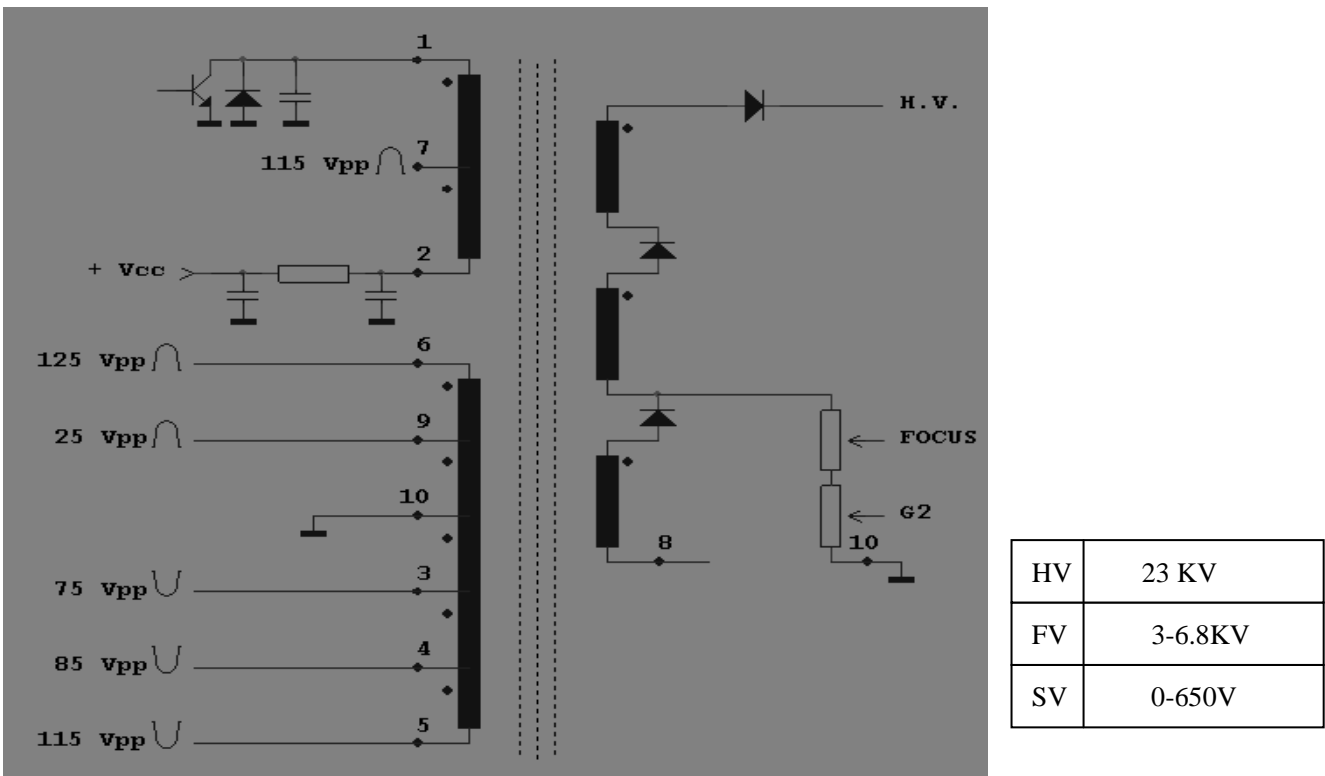 1
H.V.
115 Vpp
7
2
+ Vcc
6
125 Vpp
9
25 Vpp
FOCUS
10
G2
8
10
3
75 Vpp
4
85 Vpp
5
115 Vpp
HV 23 KV
FV 3-6.8KV
SV 0-650V